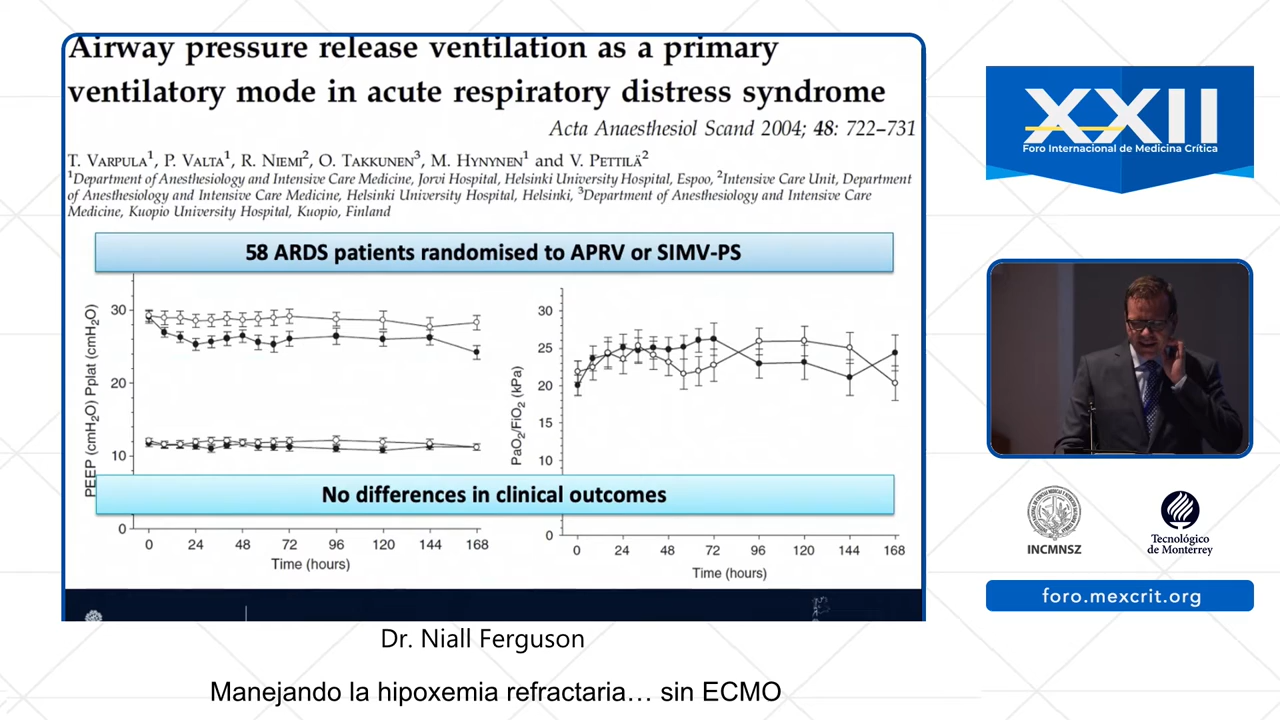 Airway pressure release ventilation as a primary
ventilatory mode in acute respiratory distress syndrome
Acta Anaesthesiol Scand 2004; 48: 722–731
T. VARPULA¹, P. VALTA¹, R. NIEMI², O. TAKKUNEN³, M. HYNYNEN¹ and V. PETTILÄ²
¹Department of Anesthesiology and Intensive Care Medicine, Jorvi Hospital, Helsinki University Hospital, Espoo, ²Intensive Care Unit, Department
of Anesthesiology and Intensive Care Medicine, Helsinki University Hospital, Helsinki, ³Department of Anesthesiology and Intensive Care
Medicine, Kuopio University Hospital, Kuopio, Finland
58 ARDS patients randomised to APRV or SIMV-PS
PEEP (cmH₂O) Pplat (cmH₂O)
30
20
10
0
0 24 48 72 96 120 144 168
Time (hours)
PaO₂/FiO₂ (kPa)
30
25
20
15
10
0
0 24 48 72 96 120 144 168
Time (hours)
No differences in clinical outcomes
Dr. Niall Ferguson
Manejando la hipoxemia refractaria… sin ECMO
XXII
Foro Internacional de Medicina Crítica
INCMNSZ
Tecnológico
de Monterrey
foro.mexcrit.org